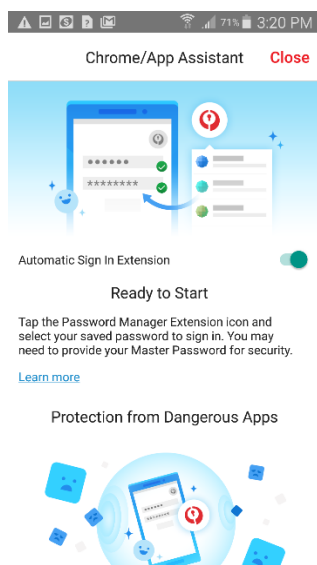 71% 3:20 PM
Chrome/App Assistant Close
Automatic Sign In Extension
Ready to Start
Tap the Password Manager Extension icon and
select your saved password to sign in. You may
need to provide your Master Password for security.
Learn more
Protection from Dangerous Apps